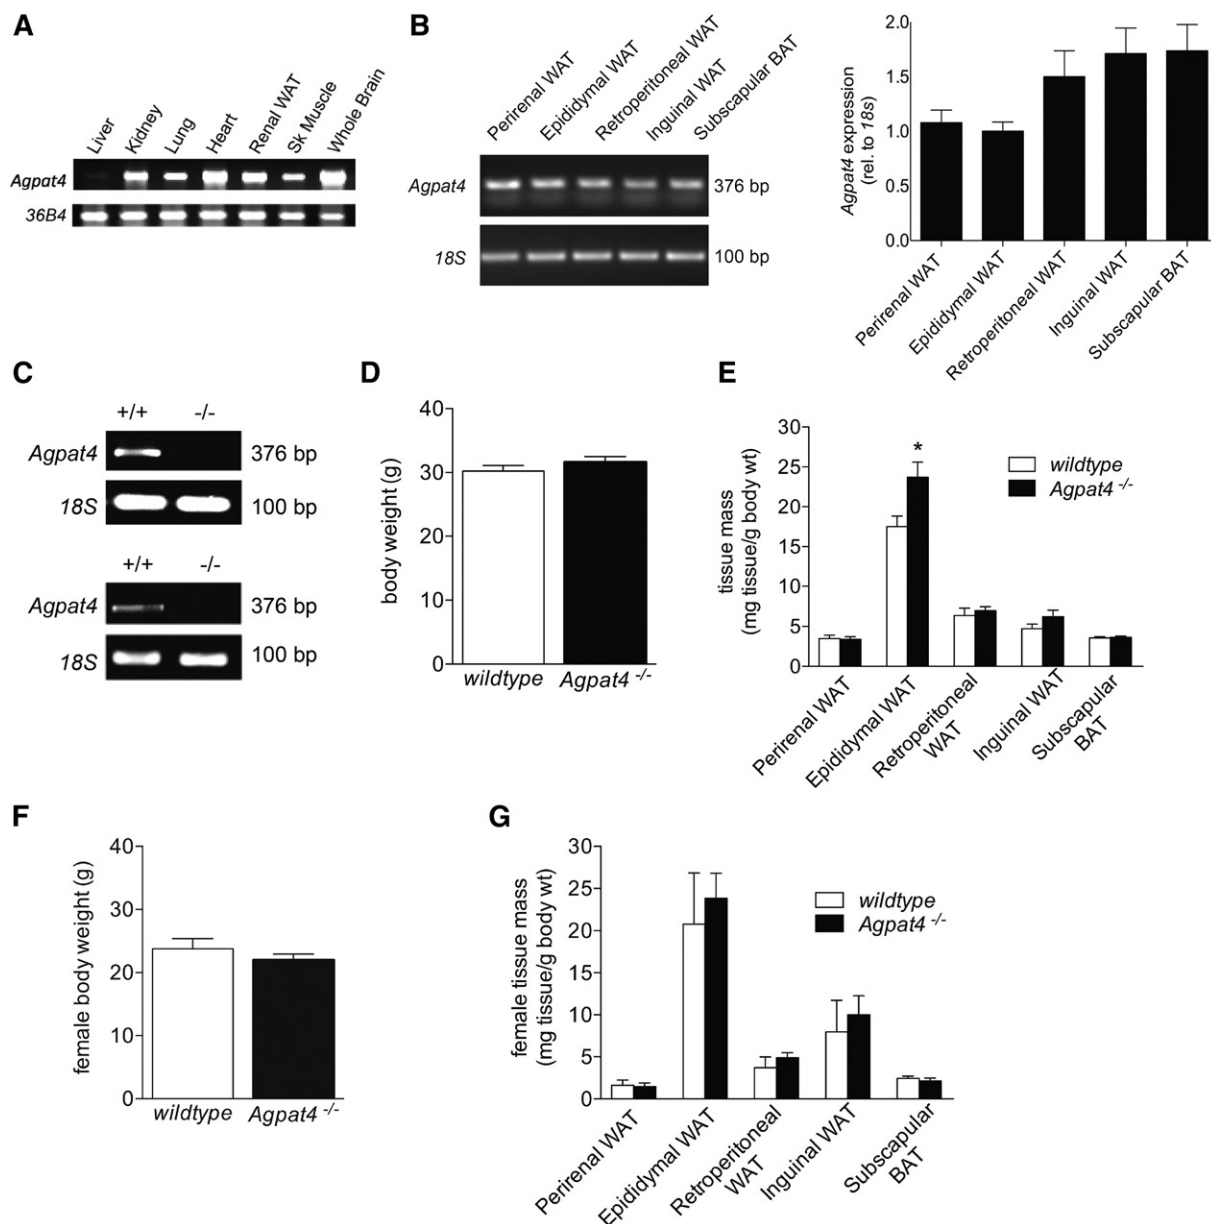 A
Liver
Kidney
Lung
Heart
Renal WAT
Sk Muscle
Whole Brain
Agpat4
36B4
B
Perirenal WAT
Epididymal WAT
Retroperitoneal WAT
Inguinal WAT
Subscapular BAT
Agpat4
376 bp
18S
100 bp
Agpat4 expression
(rel. to 18s)
2.0
1.5
1.0
0.5
0.0
Perirenal WAT
Epididymal WAT
Retroperitoneal WAT
Inguinal WAT
Subscapular BAT
C
+/+ -/-
Agpat4
376 bp
18S
100 bp
+/+ -/-
Agpat4
376 bp
18S
100 bp
D
body weight (g)
40
30
20
10
0
wildtype
Agpat4 -/-
E
tissue mass
(mg tissue/g body wt)
30
25
20
15
10
5
0
*
wildtype
Agpat4 -/-
Perirenal WAT
Epididymal WAT
Retroperitoneal
WAT
Inguinal WAT
Subscapular
BAT
F
female body weight (g)
40
30
20
10
0
wildtype
Agpat4 -/-
G
female tissue mass
(mg tissue/g body wt)
30
25
20
15
10
5
0
wildtype
Agpat4 -/-
Perirenal WAT
Epididymal WAT
Retroperitoneal
WAT
Inguinal WAT
Subscapular
BAT